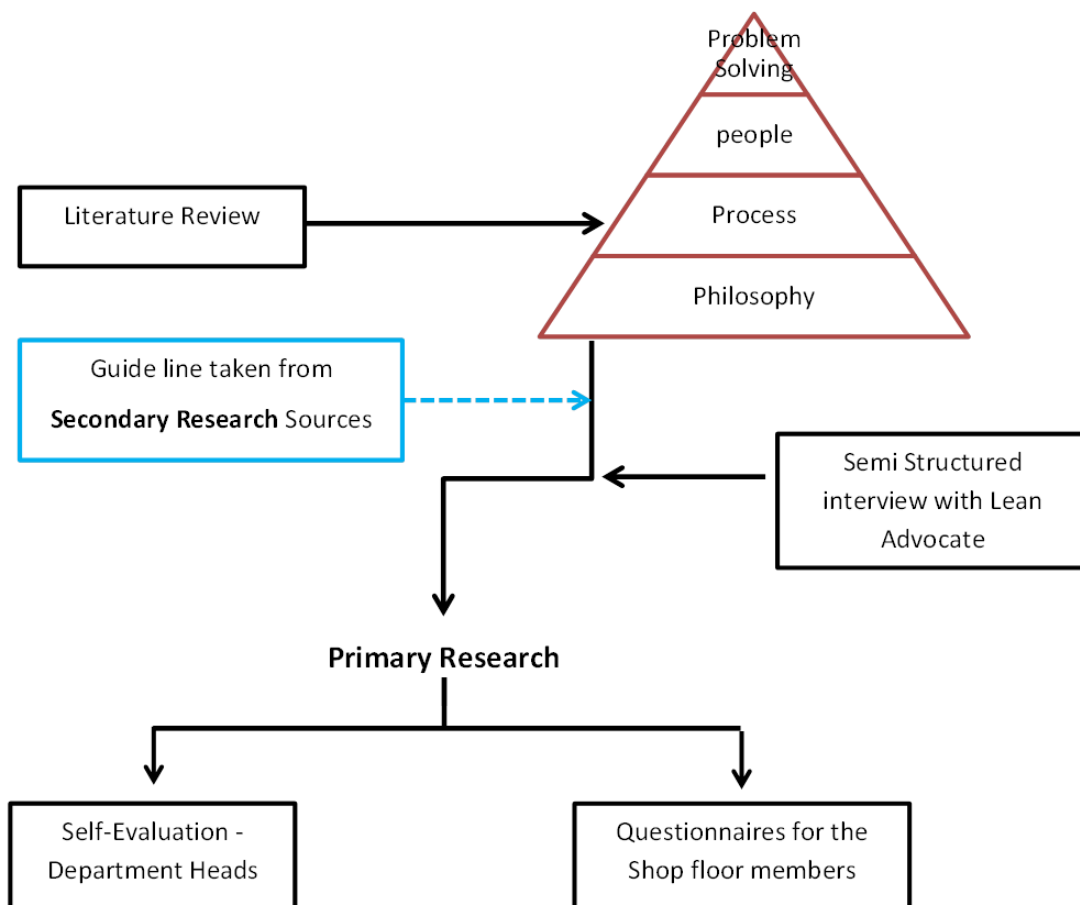 Problem
Solving
people
Literature Review
Process
Philosophy
Guide line taken from
Secondary Research Sources
Semi Structured
interview with Lean
Advocate
Primary Research
Self-Evaluation -
Department Heads
Questionnaires for the
Shop floor members